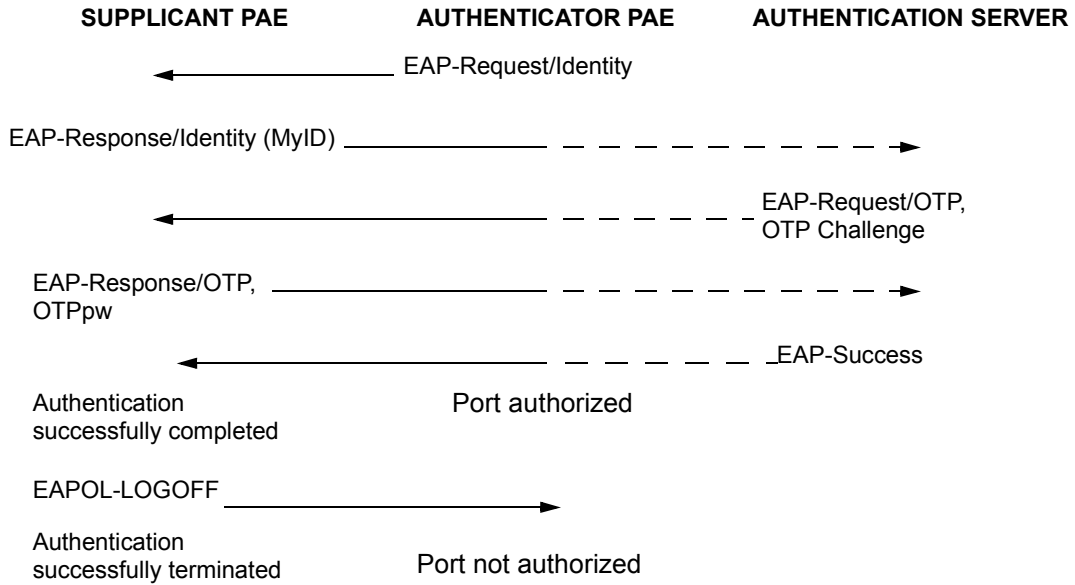 SUPPLICANT PAE AUTHENTICATOR PAE AUTHENTICATION SERVER
EAP-Request/Identity
EAP-Response/Identity (MyID)
EAP-Request/OTP,
OTP Challenge
EAP-Response/OTP,
OTPpw
EAP-Success
Authentication
successfully completed
Port authorized
EAPOL-LOGOFF
Authentication
successfully terminated
Port not authorized